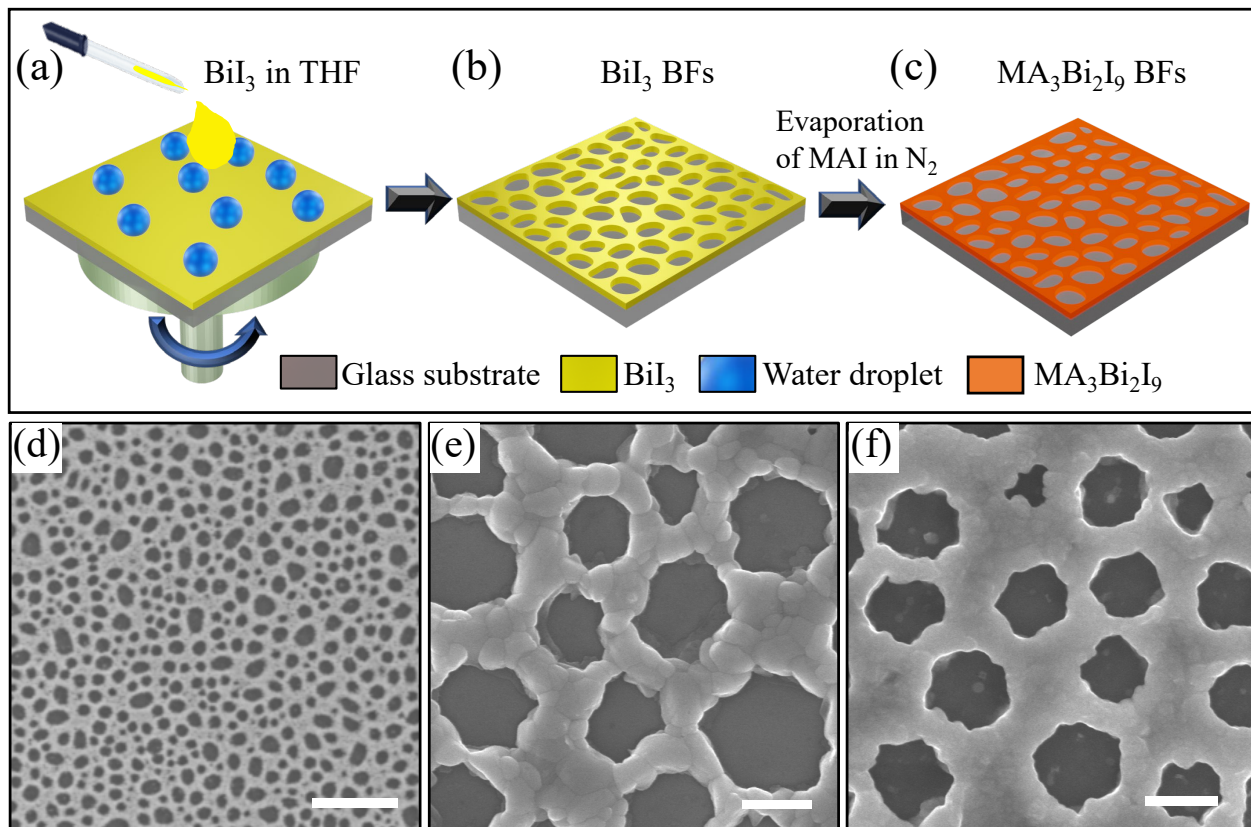 (a)
BiI₃ in THF
(b)
BiI₃ BFs
(c)
MA₃Bi₂I₉ BFs
Evaporation
of MAI in N₂
Glass substrate
BiI₃
Water droplet
MA₃Bi₂I₉
(d)
(e)
(f)